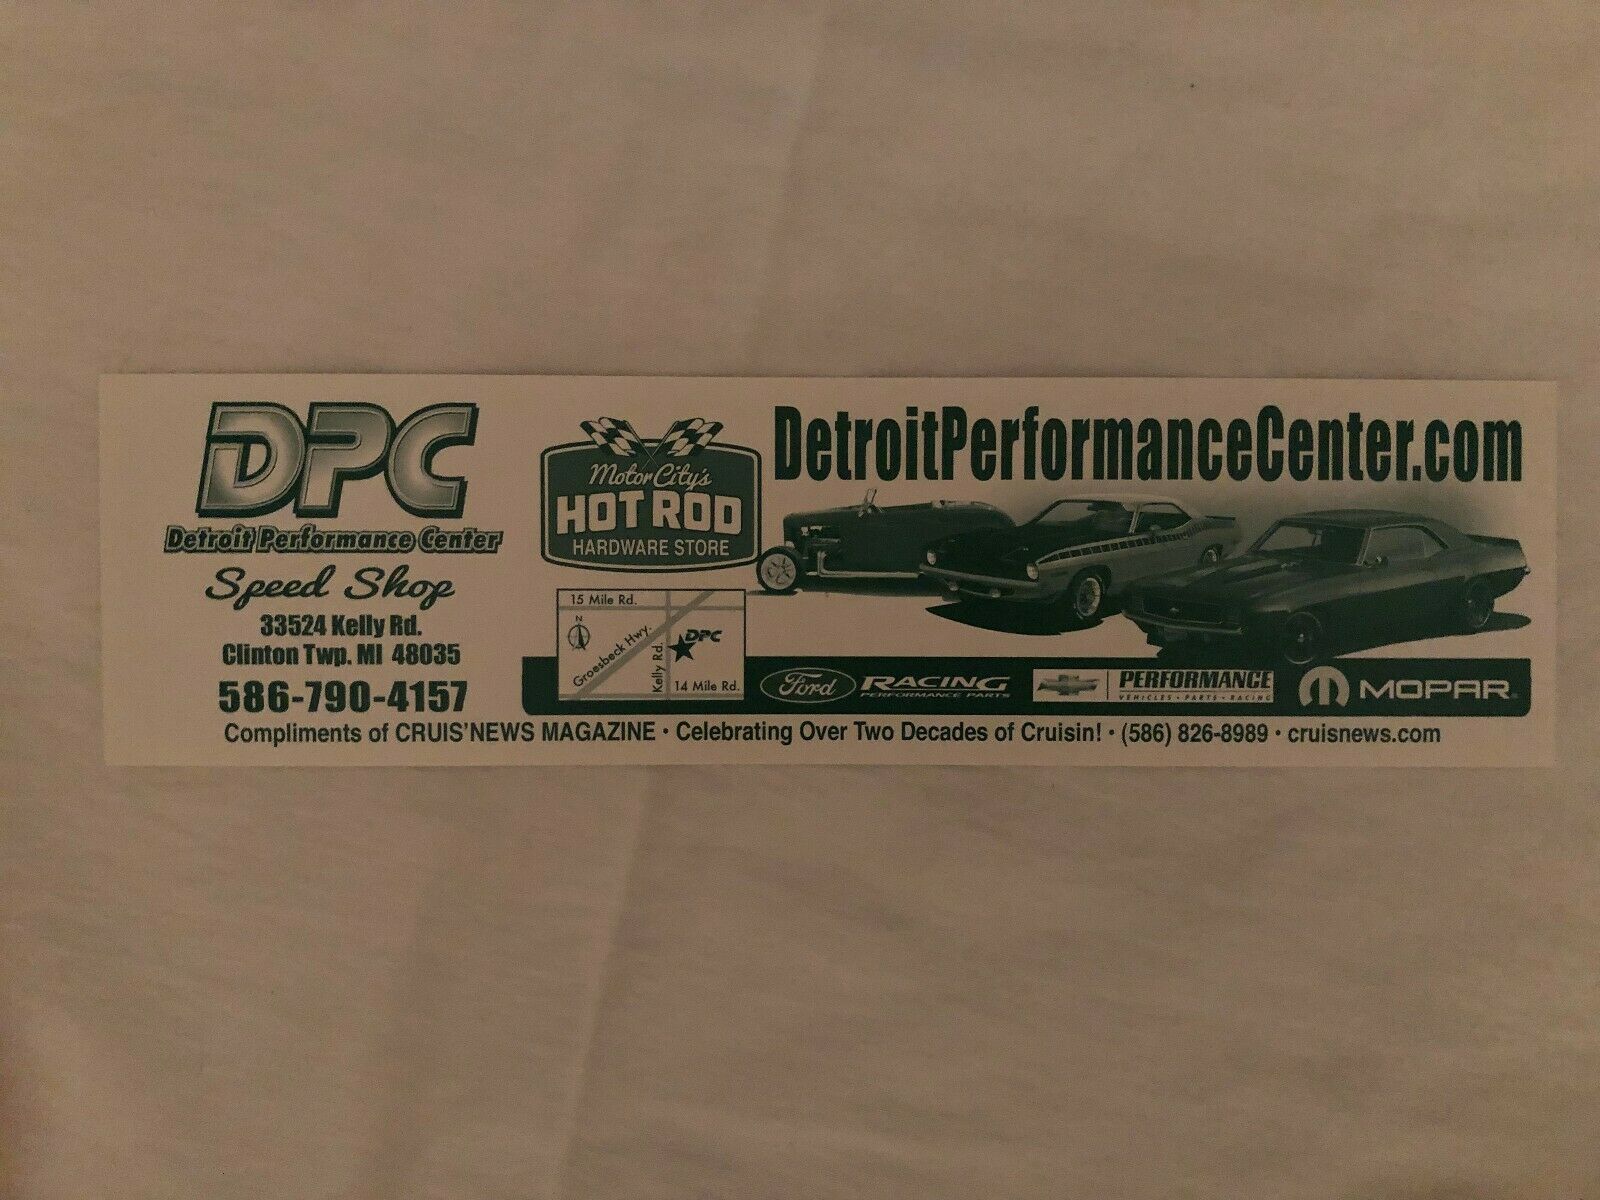 DPC
Detroit Performance Center
Speed Shop
33524 Kelly Rd.
Clinton Twp. MI 48035
586-790-4157
Motor City's
HOT ROD
HARDWARE STORE
15 Mile Rd.
N
Groesbeck Hwy.
Kelly Rd.
DPC
14 Mile Rd.
DetroitPerformanceCenter.com
Ford RACING
PERFORMANCE PARTS
PERFORMANCE
VEHICLES • PARTS • RACING
MOPAR
Compliments of CRUIS'NEWS MAGAZINE • Celebrating Over Two Decades of Cruisin! • (586) 826-8989 • cruisnews.com